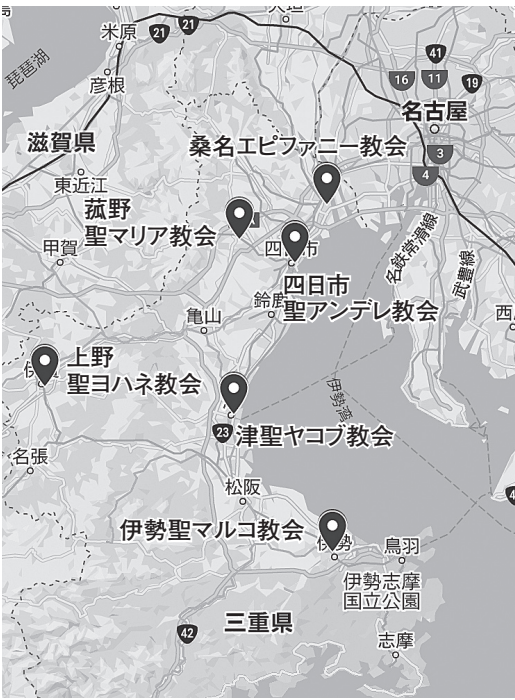 米原
21
21
琵琶湖
彦根
41
16
11
19
名古屋
滋賀県
桑名エピファニー教会
3
4
東近江
菰野
聖マリア教会
名鉄常滑線
武豊線
甲賀
四日市
四日市
聖アンデレ教会
亀山
上野
聖ヨハネ教会
伊勢湾
23
津聖ヤコブ教会
名張
松阪
伊勢聖マルコ教会
伊勢
鳥羽
伊勢志摩
国立公園
三重県
42
志摩